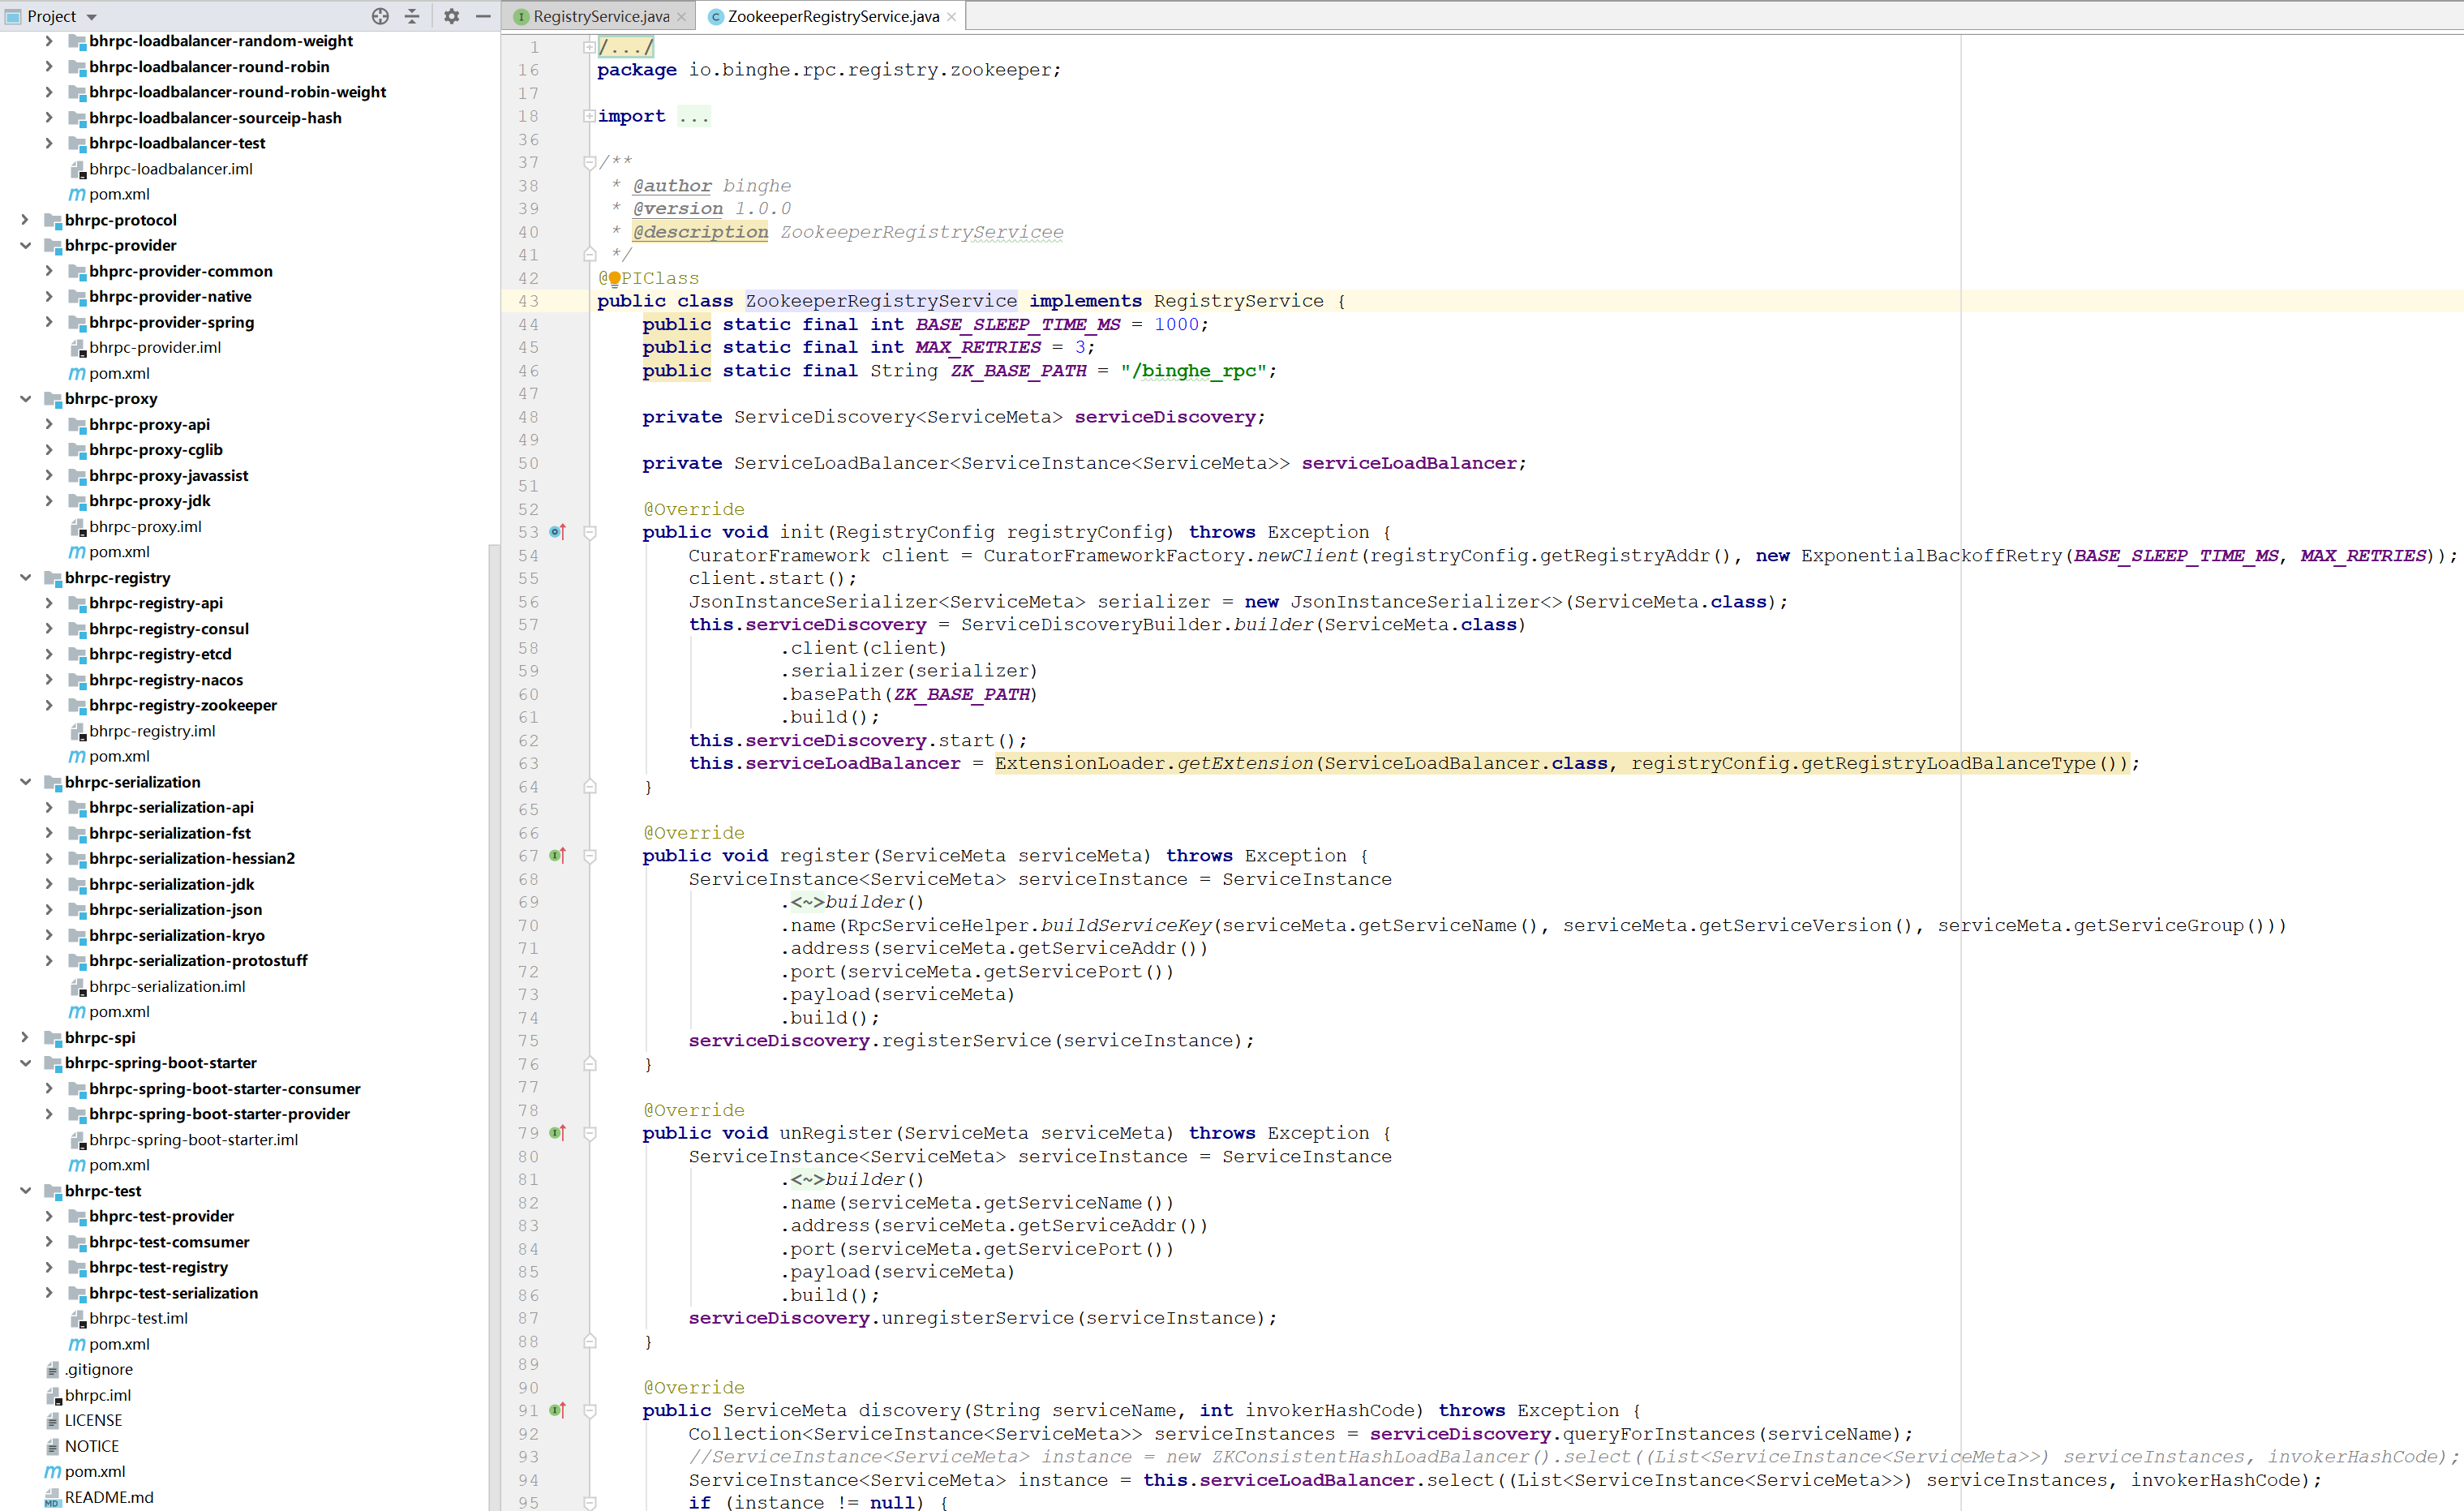 Project
bhrpc-loadbalancer-random-weight
bhrpc-loadbalancer-round-robin
bhrpc-loadbalancer-round-robin-weight
bhrpc-loadbalancer-sourceip-hash
bhrpc-loadbalancer-test
bhrpc-loadbalancer.iml
pom.xml
bhrpc-protocol
bhrpc-provider
bhprc-provider-common
bhrpc-provider-native
bhrpc-provider-spring
bhrpc-provider.iml
pom.xml
bhrpc-proxy
bhrpc-proxy-api
bhrpc-proxy-cglib
bhrpc-proxy-javassist
bhrpc-proxy-jdk
bhrpc-proxy.iml
pom.xml
bhrpc-registry
bhrpc-registry-api
bhrpc-registry-consul
bhrpc-registry-etcd
bhrpc-registry-nacos
bhrpc-registry-zookeeper
bhrpc-registry.iml
pom.xml
bhrpc-serialization
bhrpc-serialization-api
bhrpc-serialization-fst
bhrpc-serialization-hessian2
bhrpc-serialization-jdk
bhrpc-serialization-json
bhrpc-serialization-kryo
bhrpc-serialization-protostuff
bhrpc-serialization.iml
pom.xml
bhrpc-spi
bhrpc-spring-boot-starter
bhrpc-spring-boot-starter-consumer
bhrpc-spring-boot-starter-provider
bhrpc-spring-boot-starter.iml
pom.xml
bhrpc-test
bhprc-test-provider
bhrpc-test-comsumer
bhrpc-test-registry
bhrpc-test-serialization
bhrpc-test.iml
pom.xml
.gitignore
bhrpc.iml
LICENSE
NOTICE
pom.xml
README.md
RegistryService.java
ZookeeperRegistryService.java
1 /.../
16 package io.binghe.rpc.registry.zookeeper;
17
18 import ...
36
37 /**
38 * @author binghe
39 * @version 1.0.0
40 * @description ZookeeperRegistryServicee
41 */
42 @PIClass
43 public class ZookeeperRegistryService implements RegistryService {
44 public static final int BASE_SLEEP_TIME_MS = 1000;
45 public static final int MAX_RETRIES = 3;
46 public static final String ZK_BASE_PATH = "/binghe_rpc";
47
48 private ServiceDiscovery<ServiceMeta> serviceDiscovery;
49
50 private ServiceLoadBalancer<ServiceInstance<ServiceMeta>> serviceLoadBalancer;
51
52 @Override
53 public void init(RegistryConfig registryConfig) throws Exception {
54 CuratorFramework client = CuratorFrameworkFactory.newClient(registryConfig.getRegistryAddr(), new ExponentialBackoffRetry(BASE_SLEEP_TIME_MS, MAX_RETRIES));
55 client.start();
56 JsonInstanceSerializer<ServiceMeta> serializer = new JsonInstanceSerializer<>(ServiceMeta.class);
57 this.serviceDiscovery = ServiceDiscoveryBuilder.builder(ServiceMeta.class)
58 .client(client)
59 .serializer(serializer)
60 .basePath(ZK_BASE_PATH)
61 .build();
62 this.serviceDiscovery.start();
63 this.serviceLoadBalancer = ExtensionLoader.getExtension(ServiceLoadBalancer.class, registryConfig.getRegistryLoadBalanceType());
64 }
65
66 @Override
67 public void register(ServiceMeta serviceMeta) throws Exception {
68 ServiceInstance<ServiceMeta> serviceInstance = ServiceInstance
69 .<~>builder()
70 .name(RpcServiceHelper.buildServiceKey(serviceMeta.getServiceName(), serviceMeta.getServiceVersion(), serviceMeta.getServiceGroup()))
71 .address(serviceMeta.getServiceAddr())
72 .port(serviceMeta.getServicePort())
73 .payload(serviceMeta)
74 .build();
75 serviceDiscovery.registerService(serviceInstance);
76 }
77
78 @Override
79 public void unRegister(ServiceMeta serviceMeta) throws Exception {
80 ServiceInstance<ServiceMeta> serviceInstance = ServiceInstance
81 .<~>builder()
82 .name(serviceMeta.getServiceName())
83 .address(serviceMeta.getServiceAddr())
84 .port(serviceMeta.getServicePort())
85 .payload(serviceMeta)
86 .build();
87 serviceDiscovery.unregisterService(serviceInstance);
88 }
89
90 @Override
91 public ServiceMeta discovery(String serviceName, int invokerHashCode) throws Exception {
92 Collection<ServiceInstance<ServiceMeta>> serviceInstances = serviceDiscovery.queryForInstances(serviceName);
93 //ServiceInstance<ServiceMeta> instance = new ZKConsistentHashLoadBalancer().select((List<ServiceInstance<ServiceMeta>>) serviceInstances, invokerHashCode);
94 ServiceInstance<ServiceMeta> instance = this.serviceLoadBalancer.select((List<ServiceInstance<ServiceMeta>>) serviceInstances, invokerHashCode);
95 if (instance != null) {